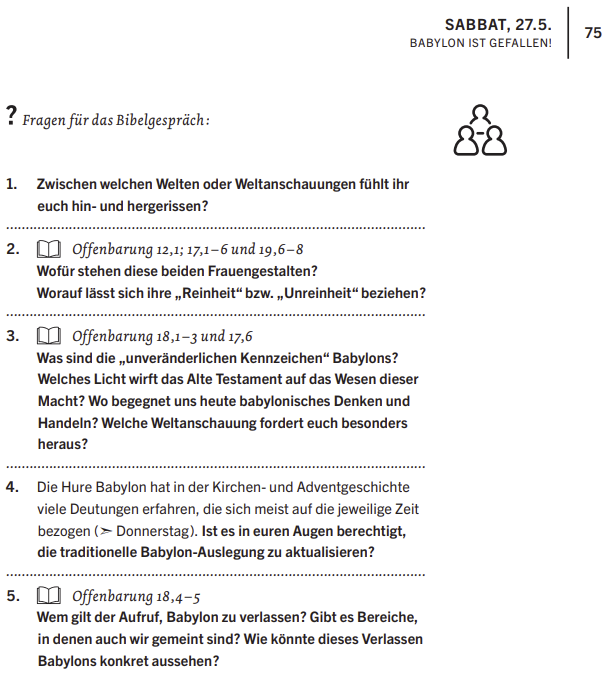 SABBAT, 27.5.
BABYLON IST GEFALLEN!
75
? Fragen für das Bibelgespräch:
1. Zwischen welchen Welten oder Weltanschauungen fühlt ihr
euch hin- und hergerissen?
2. Offenbarung 12,1; 17,1–6 und 19,6–8
Wofür stehen diese beiden Frauengestalten?
Worauf lässt sich ihre „Reinheit“ bzw. „Unreinheit“ beziehen?
3. Offenbarung 18,1–3 und 17,6
Was sind die „unveränderlichen Kennzeichen“ Babylons?
Welches Licht wirft das Alte Testament auf das Wesen dieser
Macht? Wo begegnet uns heute babylonisches Denken und
Handeln? Welche Weltanschauung fordert euch besonders
heraus?
4. Die Hure Babylon hat in der Kirchen- und Adventgeschichte
viele Deutungen erfahren, die sich meist auf die jeweilige Zeit
bezogen (➣ Donnerstag). Ist es in euren Augen berechtigt,
die traditionelle Babylon-Auslegung zu aktualisieren?
5. Offenbarung 18,4–5
Wem gilt der Aufruf, Babylon zu verlassen? Gibt es Bereiche,
in denen auch wir gemeint sind? Wie könnte dieses Verlassen
Babylons konkret aussehen?